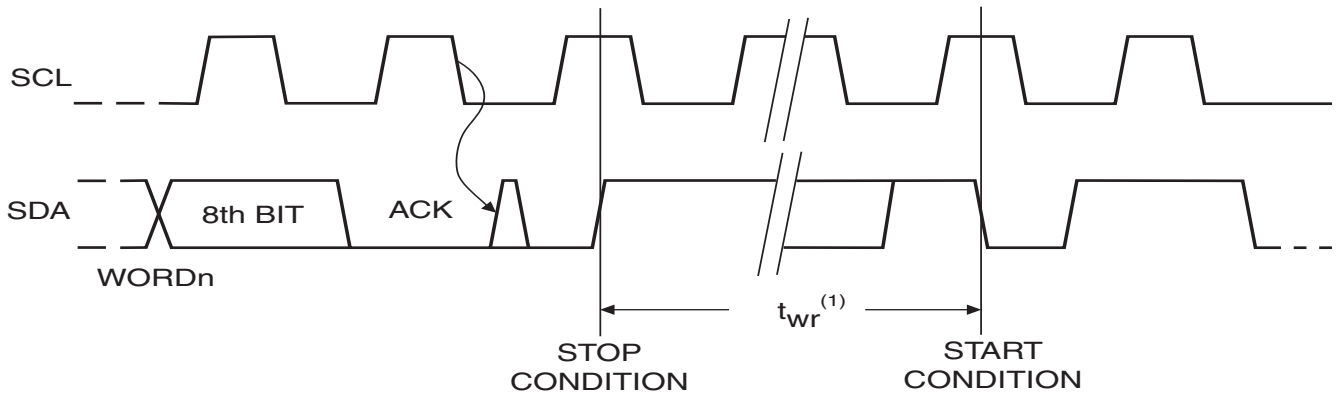 SCL
SDA
8th BIT
ACK
WORDn
twr(1)
STOP
CONDITION
START
CONDITION